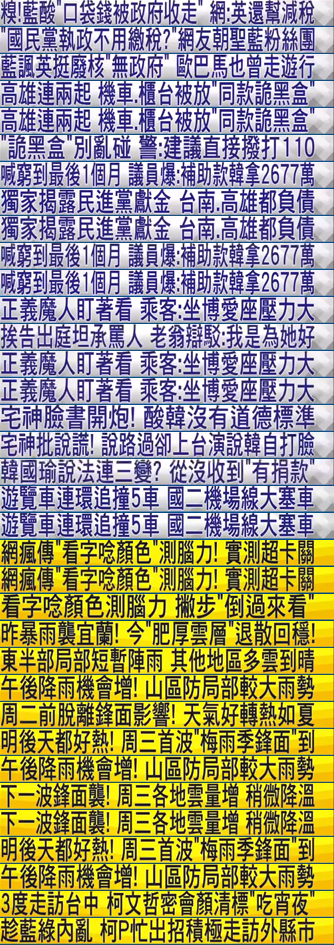 糗!藍酸"口袋錢被政府收走" 網:英還幫減稅
"國民黨執政不用繳稅?"網友朝聖藍粉絲團
藍諷英挺廢核"無政府" 歐巴馬也曾走遊行
高雄連兩起 機車.櫃台被放"同款詭黑盒"
高雄連兩起 機車.櫃台被放"同款詭黑盒"
"詭黑盒"別亂碰 警:建議直接撥打110
喊窮到最後1個月 議員爆:補助款韓拿2677萬
獨家揭露民進黨獻金 台南.高雄都負債
獨家揭露民進黨獻金 台南.高雄都負債
喊窮到最後1個月 議員爆:補助款韓拿2677萬
喊窮到最後1個月 議員爆:補助款韓拿2677萬
正義魔人盯著看 乘客:坐博愛座壓力大
挨告出庭坦承罵人 老翁辯駁:我是為她好
正義魔人盯著看 乘客:坐博愛座壓力大
正義魔人盯著看 乘客:坐博愛座壓力大
宅神臉書開炮! 酸韓沒有道德標準
宅神批說謊! 說路過卻上台演說韓自打臉
韓國瑜說法連三變? 從沒收到"有捐款"
遊覽車連環追撞5車 國二機場線大塞車
遊覽車連環追撞5車 國二機場線大塞車
網瘋傳"看字唸顏色"測腦力! 實測超卡關
網瘋傳"看字唸顏色"測腦力! 實測超卡關
看字唸顏色測腦力 撇步"倒過來看"
昨暴雨襲宜蘭! 今"肥厚雲層"退散回穩!
東半部局部短暫陣雨 其他地區多雲到晴
午後降雨機會增! 山區防局部較大雨勢
周二前脫離鋒面影響! 天氣好轉熱如夏
明後天都好熱! 周三首波"梅雨季鋒面"到
午後降雨機會增! 山區防局部較大雨勢
下一波鋒面襲! 周三各地雲量增 稍微降溫
下一波鋒面襲! 周三各地雲量增 稍微降溫
明後天都好熱! 周三首波"梅雨季鋒面"到
午後降雨機會增! 山區防局部較大雨勢
3度走訪台中 柯文哲密會顏清標"吃宵夜"
趁藍綠內亂 柯P忙出招積極走訪外縣市